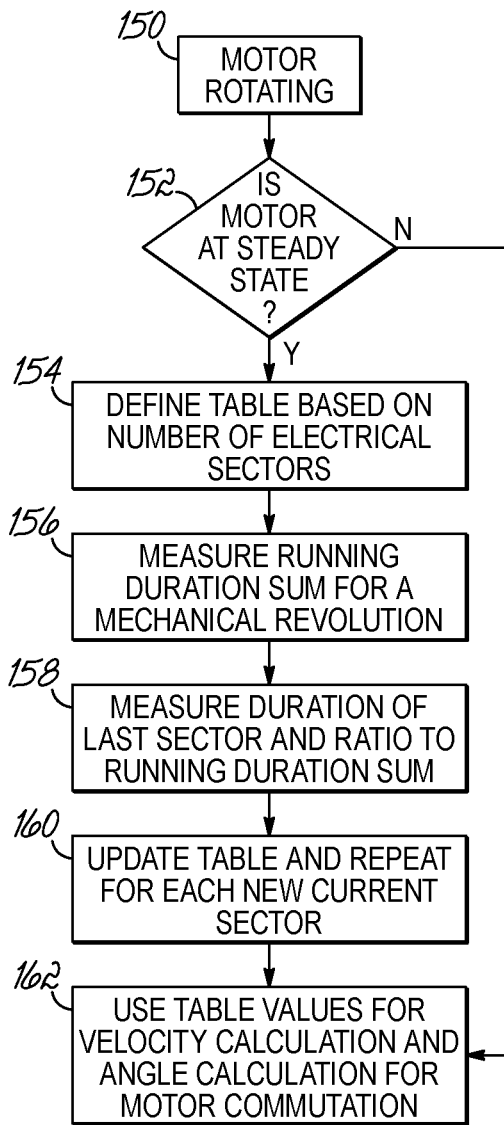 150
MOTOR
ROTATING
152
IS
MOTOR
AT STEADY
STATE
?
N
Y
154
DEFINE TABLE BASED ON
NUMBER OF ELECTRICAL
SECTORS
156
MEASURE RUNNING
DURATION SUM FOR A
MECHANICAL REVOLUTION
158
MEASURE DURATION OF
LAST SECTOR AND RATIO TO
RUNNING DURATION SUM
160
UPDATE TABLE AND REPEAT
FOR EACH NEW CURRENT
SECTOR
162
USE TABLE VALUES FOR
VELOCITY CALCULATION AND
ANGLE CALCULATION FOR
MOTOR COMMUTATION